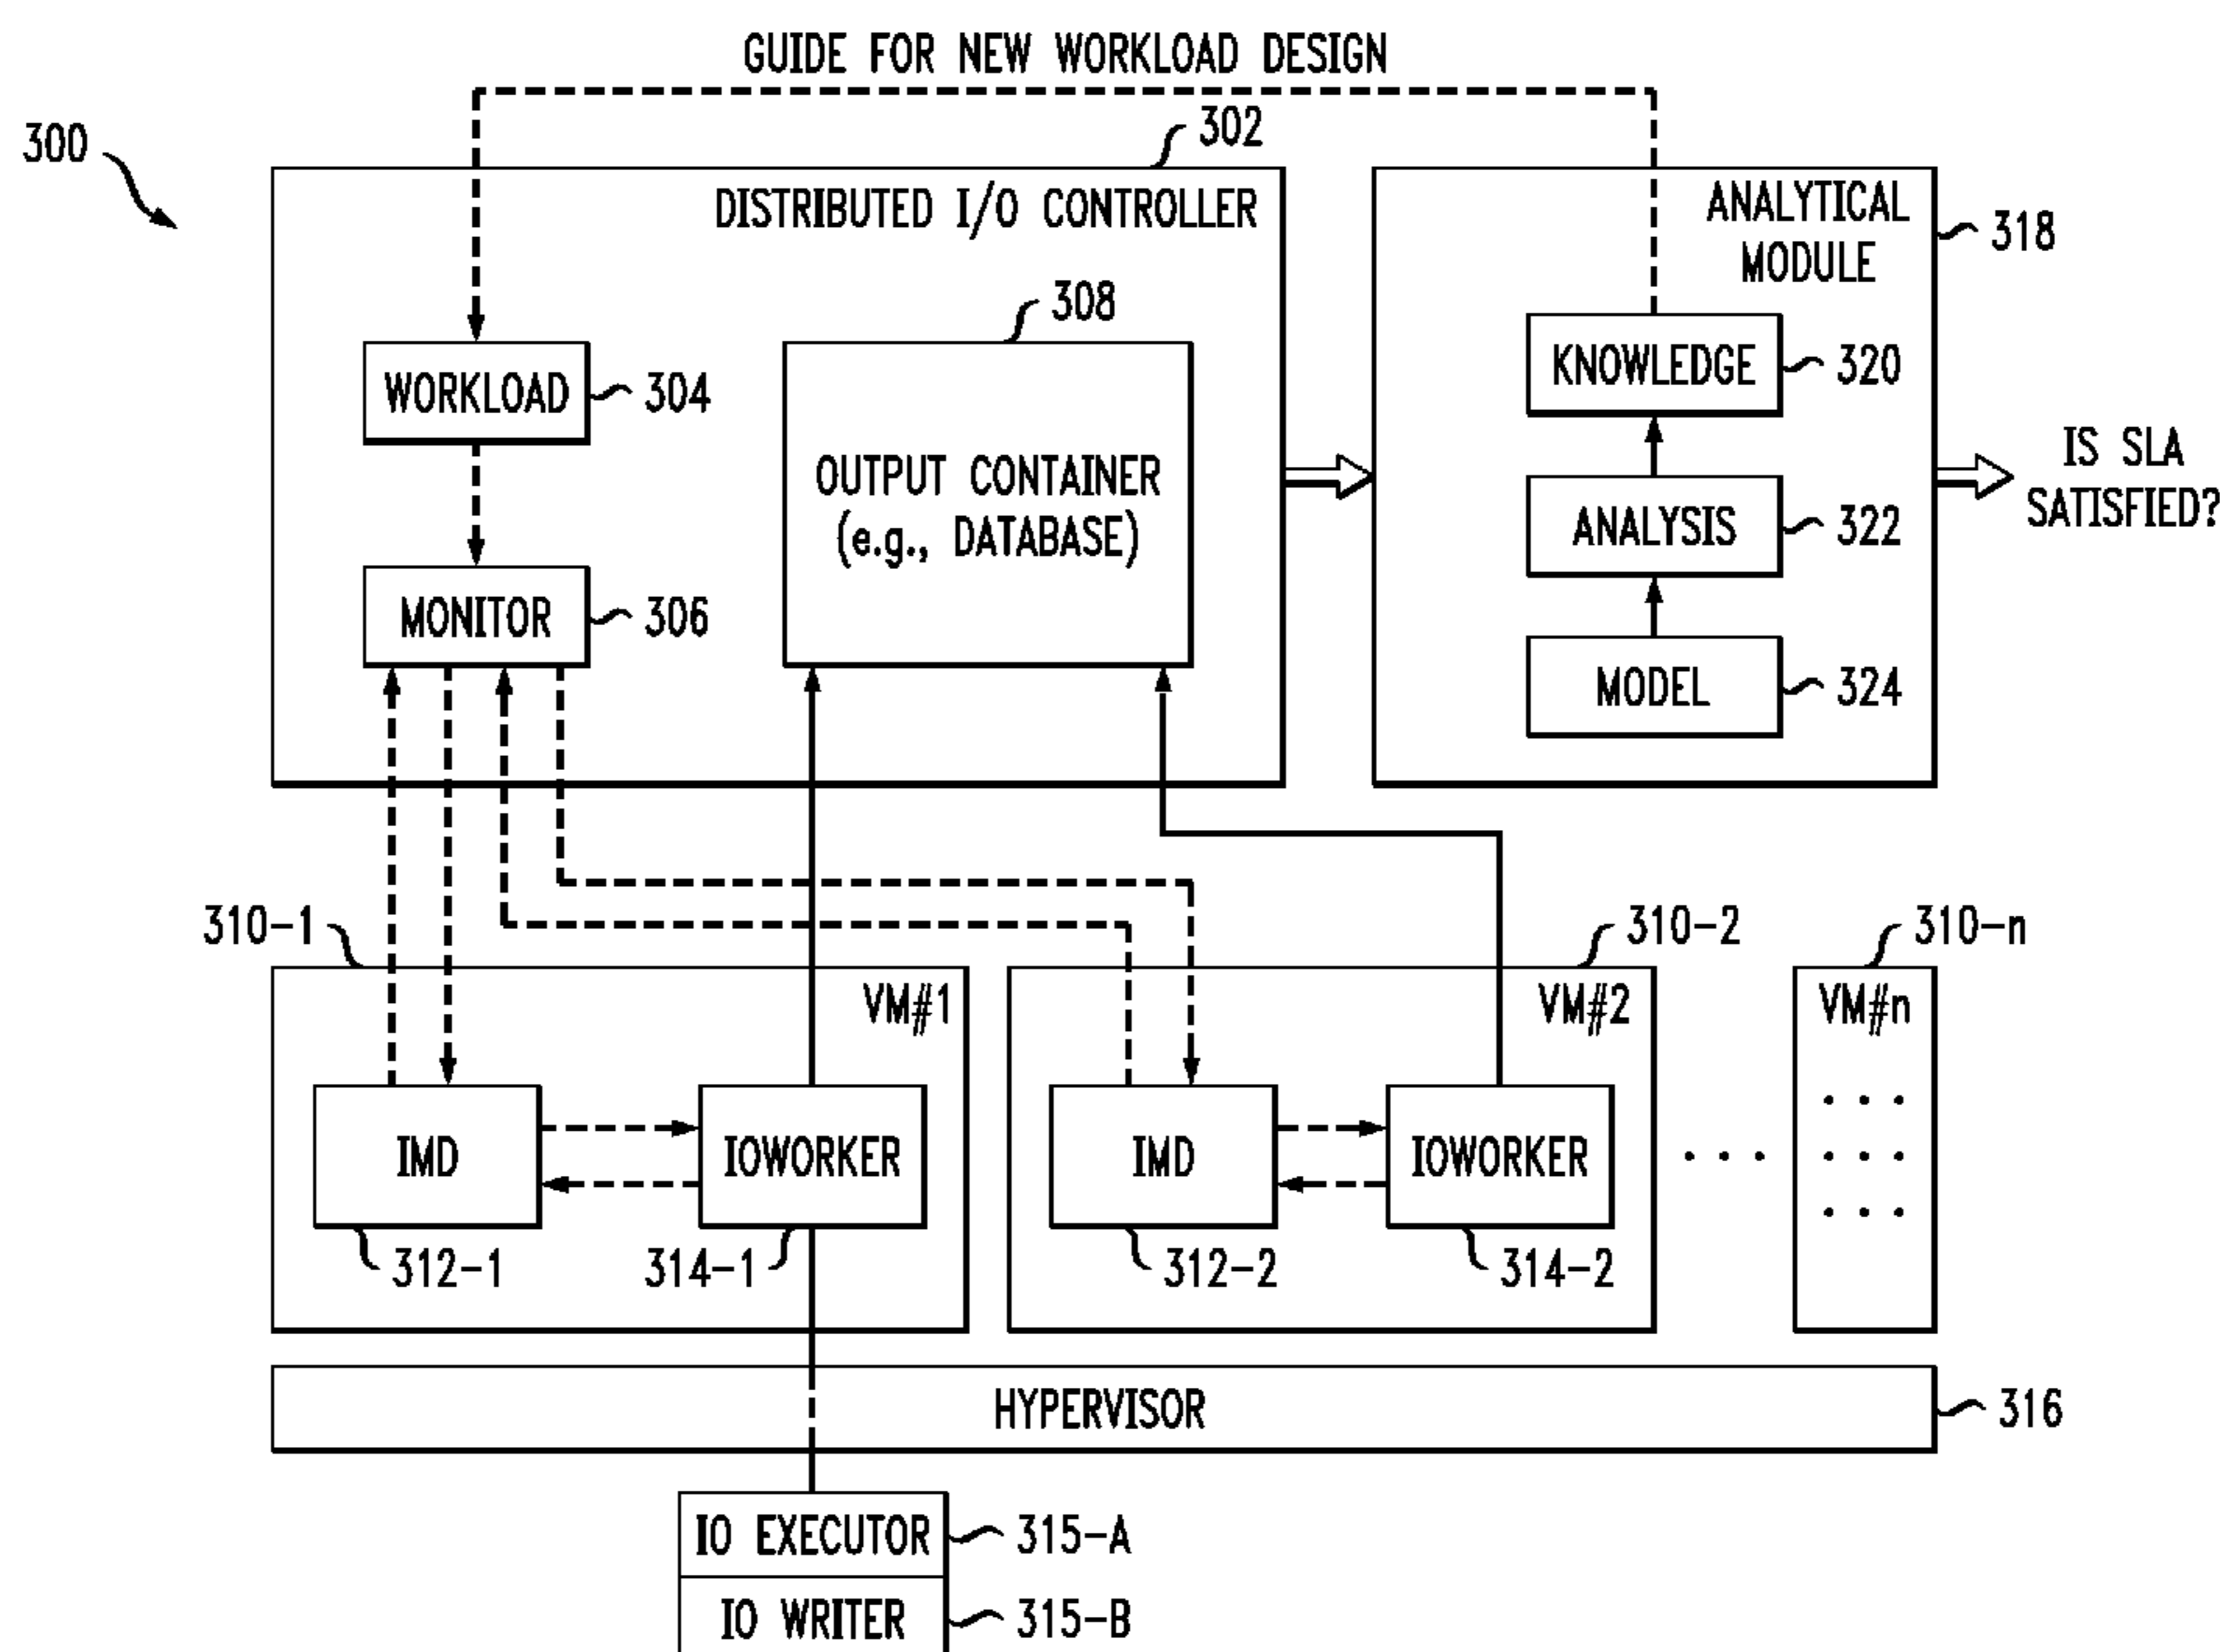 GUIDE FOR NEW WORKLOAD DESIGN
300
302
DISTRIBUTED I/O CONTROLLER
ANALYTICAL
MODULE
318
308
WORKLOAD
304
OUTPUT CONTAINER
(e.g., DATABASE)
KNOWLEDGE
320
IS SLA
SATISFIED?
ANALYSIS
322
MONITOR
306
MODEL
324
310-1
310-2
310-n
VM#1
VM#2
VM#n
IMD
IOWORKER
IMD
IOWORKER
312-1
314-1
312-2
314-2
HYPERVISOR
316
IO EXECUTOR
315-A
IO WRITER
315-B